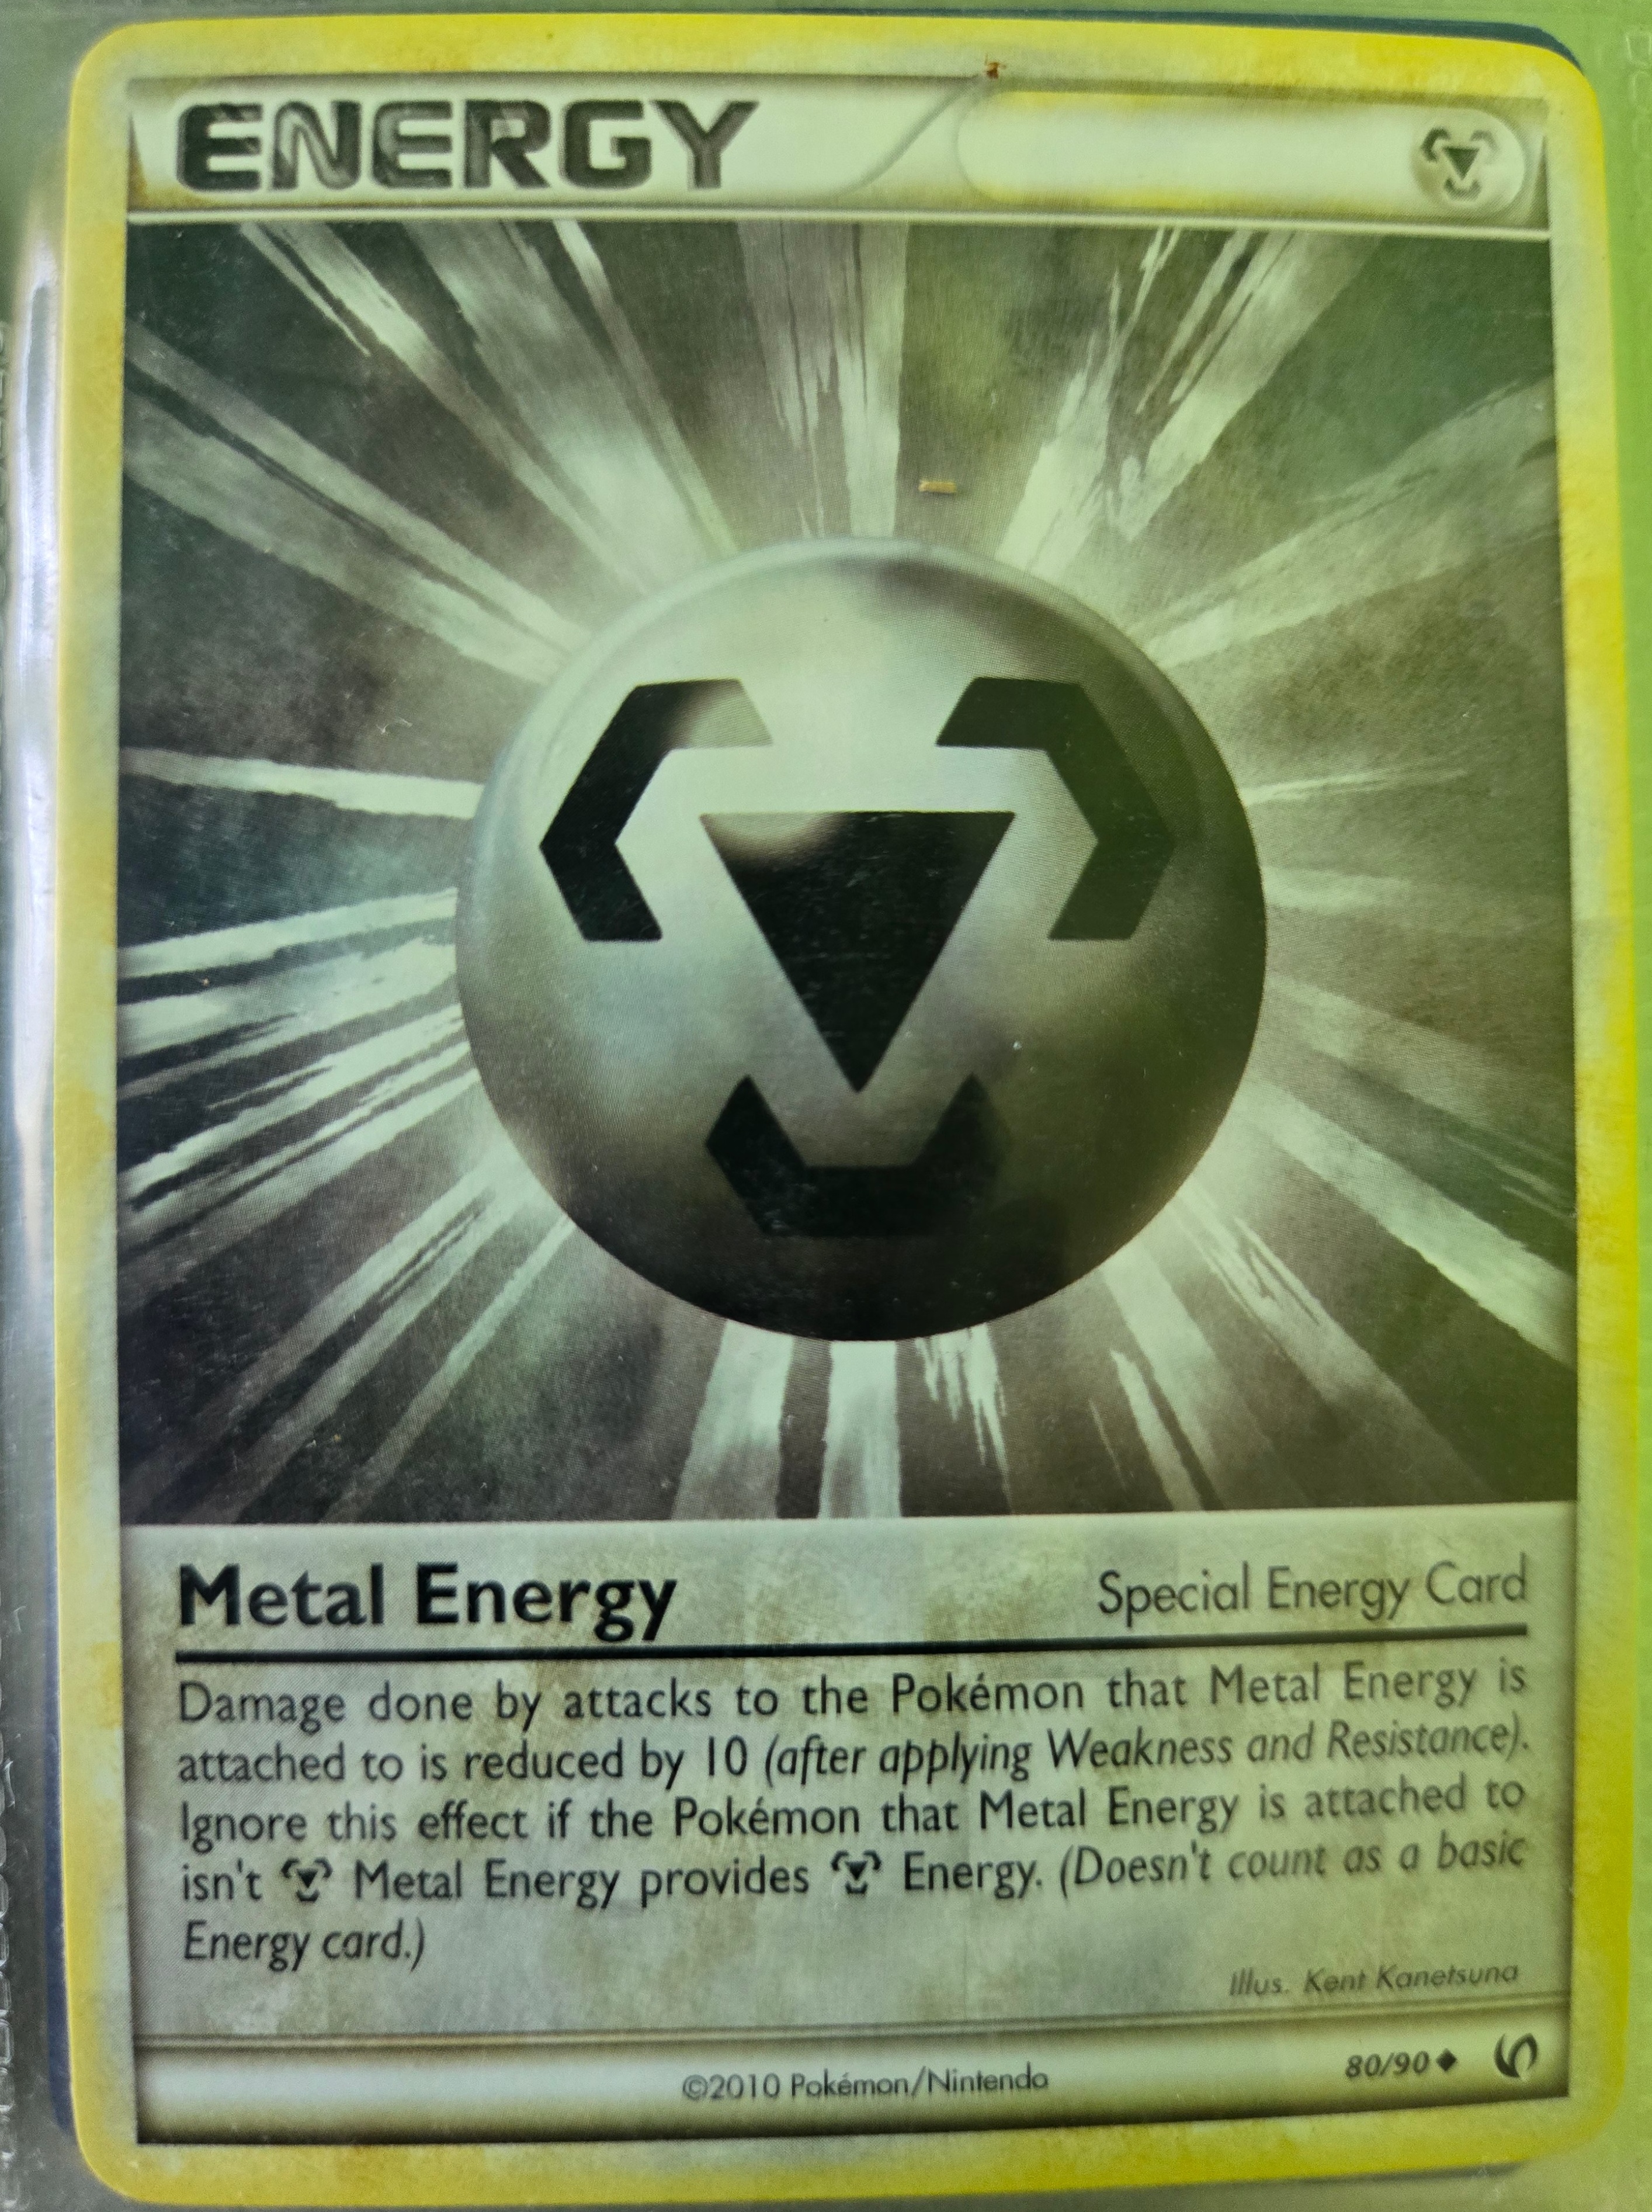 ENERGY
Metal Energy Special Energy Card
Damage done by attacks to the Pokémon that Metal Energy is
attached to is reduced by 10 (after applying Weakness and Resistance).
Ignore this effect if the Pokémon that Metal Energy is attached to
isn't Metal Energy provides Energy. (Doesn't count as a basic
Energy card.)
Illus. Kent Kanetsuna
©2010 Pokémon/Nintendo 80/90